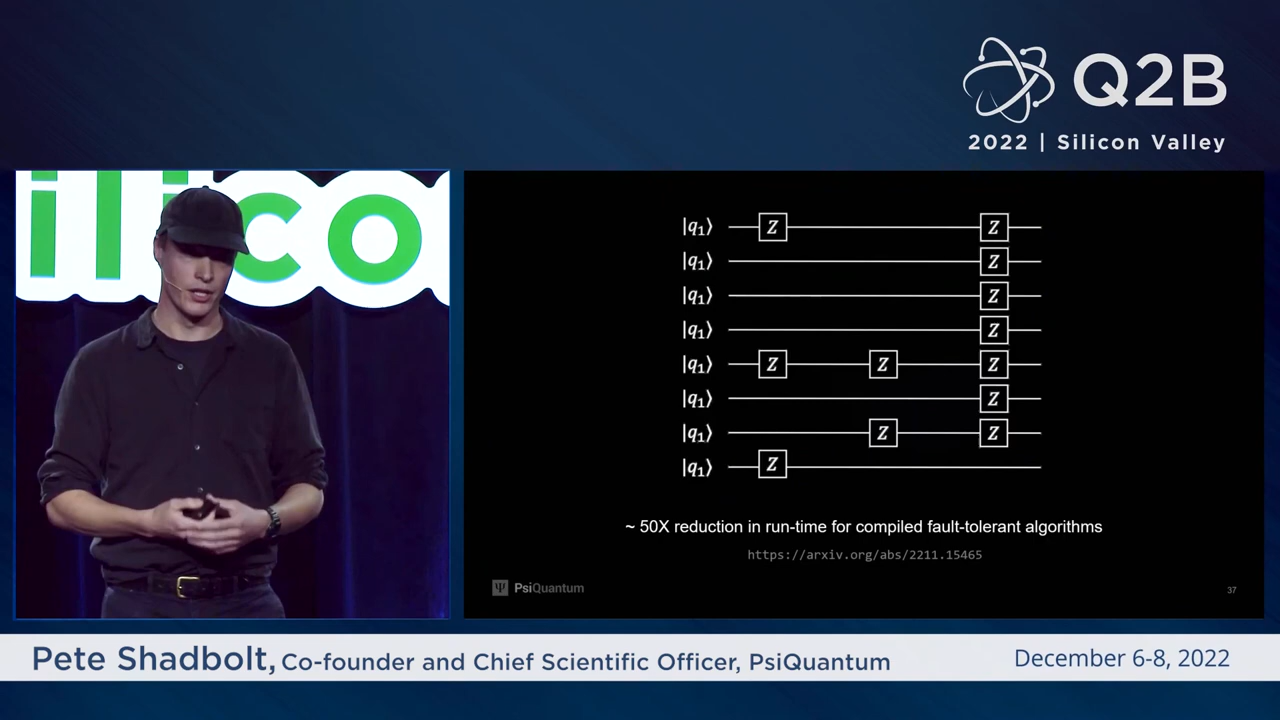 Q2B
2022 | Silicon Valley
ilico
|q₁⟩ Z Z
|q₁⟩ Z
|q₁⟩ Z
|q₁⟩ Z
|q₁⟩ Z Z Z
|q₁⟩ Z
|q₁⟩ Z Z
|q₁⟩ Z
~ 50X reduction in run-time for compiled fault-tolerant algorithms
https://arxiv.org/abs/2211.15465
Ψ PsiQuantum
37
Pete Shadbolt, Co-founder and Chief Scientific Officer, PsiQuantum
December 6-8, 2022